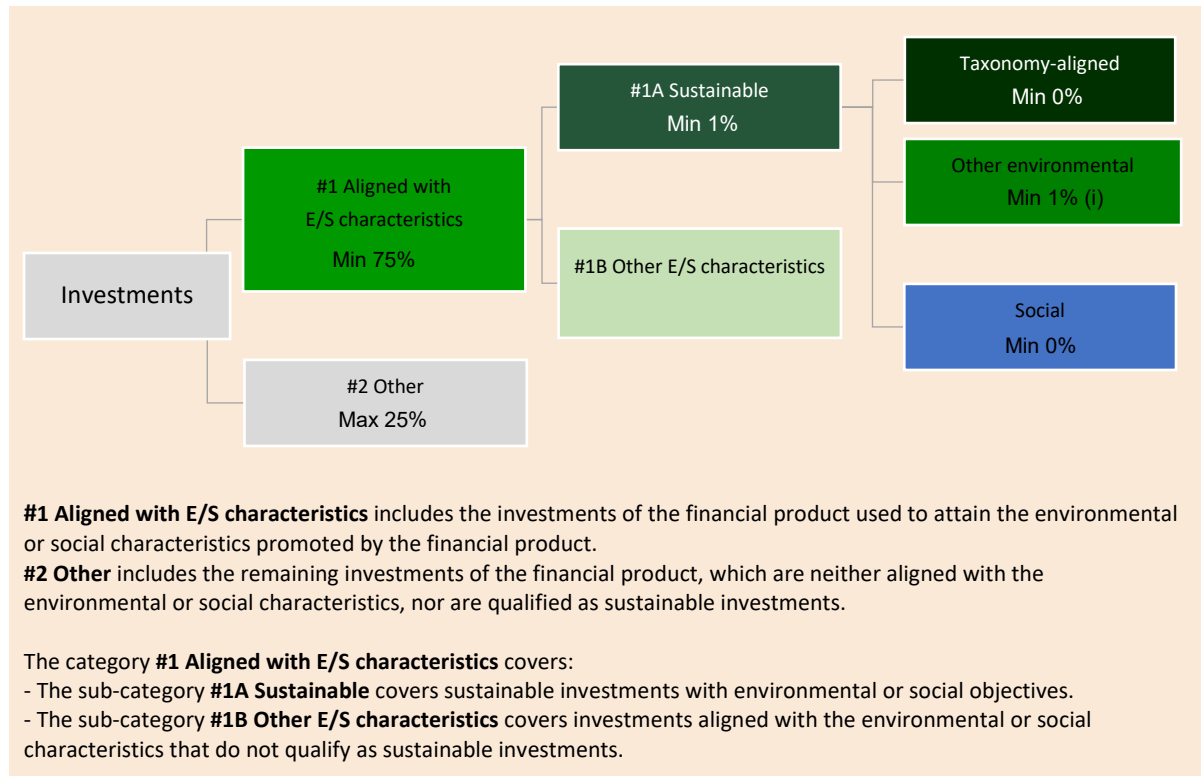 Investments
#1 Aligned with
E/S characteristics
Min 75%
#2 Other
Max 25%
#1A Sustainable
Min 1%
#1B Other E/S characteristics
Taxonomy-aligned
Min 0%
Other environmental
Min 1% (i)
Social
Min 0%
#1 Aligned with E/S characteristics includes the investments of the financial product used to attain the environmental
or social characteristics promoted by the financial product.
#2 Other includes the remaining investments of the financial product, which are neither aligned with the
environmental or social characteristics, nor are qualified as sustainable investments.
The category #1 Aligned with E/S characteristics covers:
- The sub-category #1A Sustainable covers sustainable investments with environmental or social objectives.
- The sub-category #1B Other E/S characteristics covers investments aligned with the environmental or social
characteristics that do not qualify as sustainable investments.